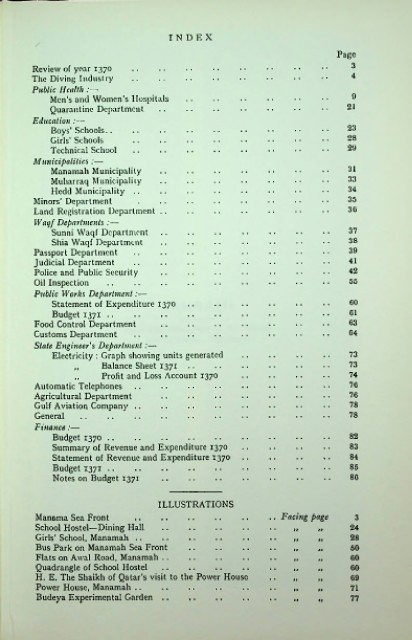 INDEX
Page
Review of year 1370 .. .. .. .. .. .. .. .. 3
The Diving Industry .. .. .. .. .. .. .. .. 4
Public Health :—
Men's and Women's Hospitals .. .. .. .. .. .. 9
Quarantine Department .. .. .. .. .. .. .. 21
Education :—
Boys' Schools .. .. .. .. .. .. .. .. 23
Girls' Schools .. .. .. .. .. .. .. .. 28
Technical School .. .. .. .. .. .. .. .. 29
Municipalities :—
Manamah Municipality .. .. .. .. .. .. .. 31
Muharraq Municipality .. .. .. .. .. .. .. 33
Hedd Municipality .. .. .. .. .. .. .. .. 34
Minors' Department .. .. .. .. .. .. .. .. 35
Land Registration Department .. .. .. .. .. .. .. 36
Waqf Departments :—
Sunni Waqf Department .. .. .. .. .. .. .. 37
Shia Waqf Department .. .. .. .. .. .. .. 38
Passport Department .. .. .. .. .. .. .. .. 39
Judicial Department .. .. .. .. .. .. .. .. 41
Police and Public Security .. .. .. .. .. .. .. 42
Oil Inspection .. .. .. .. .. .. .. .. 55
Public Works Department :—
Statement of Expenditure 1370 .. .. .. .. .. .. 60
Budget 1371 .. .. .. .. .. .. .. .. 61
Food Control Department .. .. .. .. .. .. .. 63
Customs Department .. .. .. .. .. .. .. .. 64
State Engineer's Department :—
Electricity : Graph showing units generated .. .. .. .. 73
„ Balance Sheet 1371 .. .. .. .. .. .. 73
„ Profit and Loss Account 1370 .. .. .. .. 74
Automatic Telephones .. .. .. .. .. .. .. .. 76
Agricultural Department .. .. .. .. .. .. .. 76
Gulf Aviation Company .. .. .. .. .. .. .. .. 78
General .. .. .. .. .. .. .. .. .. 78
Finance :—
Budget 1370 .. .. .. .. .. .. .. .. 82
Summary of Revenue and Expenditure 1370 .. .. .. .. 83
Statement of Revenue and Expenditure 1370 .. .. .. .. 84
Budget 1371 .. .. .. .. .. .. .. .. 85
Notes on Budget 1371 .. .. .. .. .. .. .. 86
ILLUSTRATIONS
Manama Sea Front .. .. .. .. .. .. Facing page 3
School Hostel—Dining Hall .. .. .. .. .. „ „ 24
Girls' School, Manamah .. .. .. .. .. .. „ „ 28
Bus Park on Manamah Sea Front .. .. .. .. „ „ 50
Flats on Awal Road, Manamah .. .. .. .. .. „ „ 60
Quadrangle of School Hostel .. .. .. .. .. „ „ 60
H. E. The Shaikh of Qatar's visit to the Power House .. „ „ 69
Power House, Manamah .. .. .. .. .. .. „ „ 71
Budeya Experimental Garden .. .. .. .. .. „ „ 77